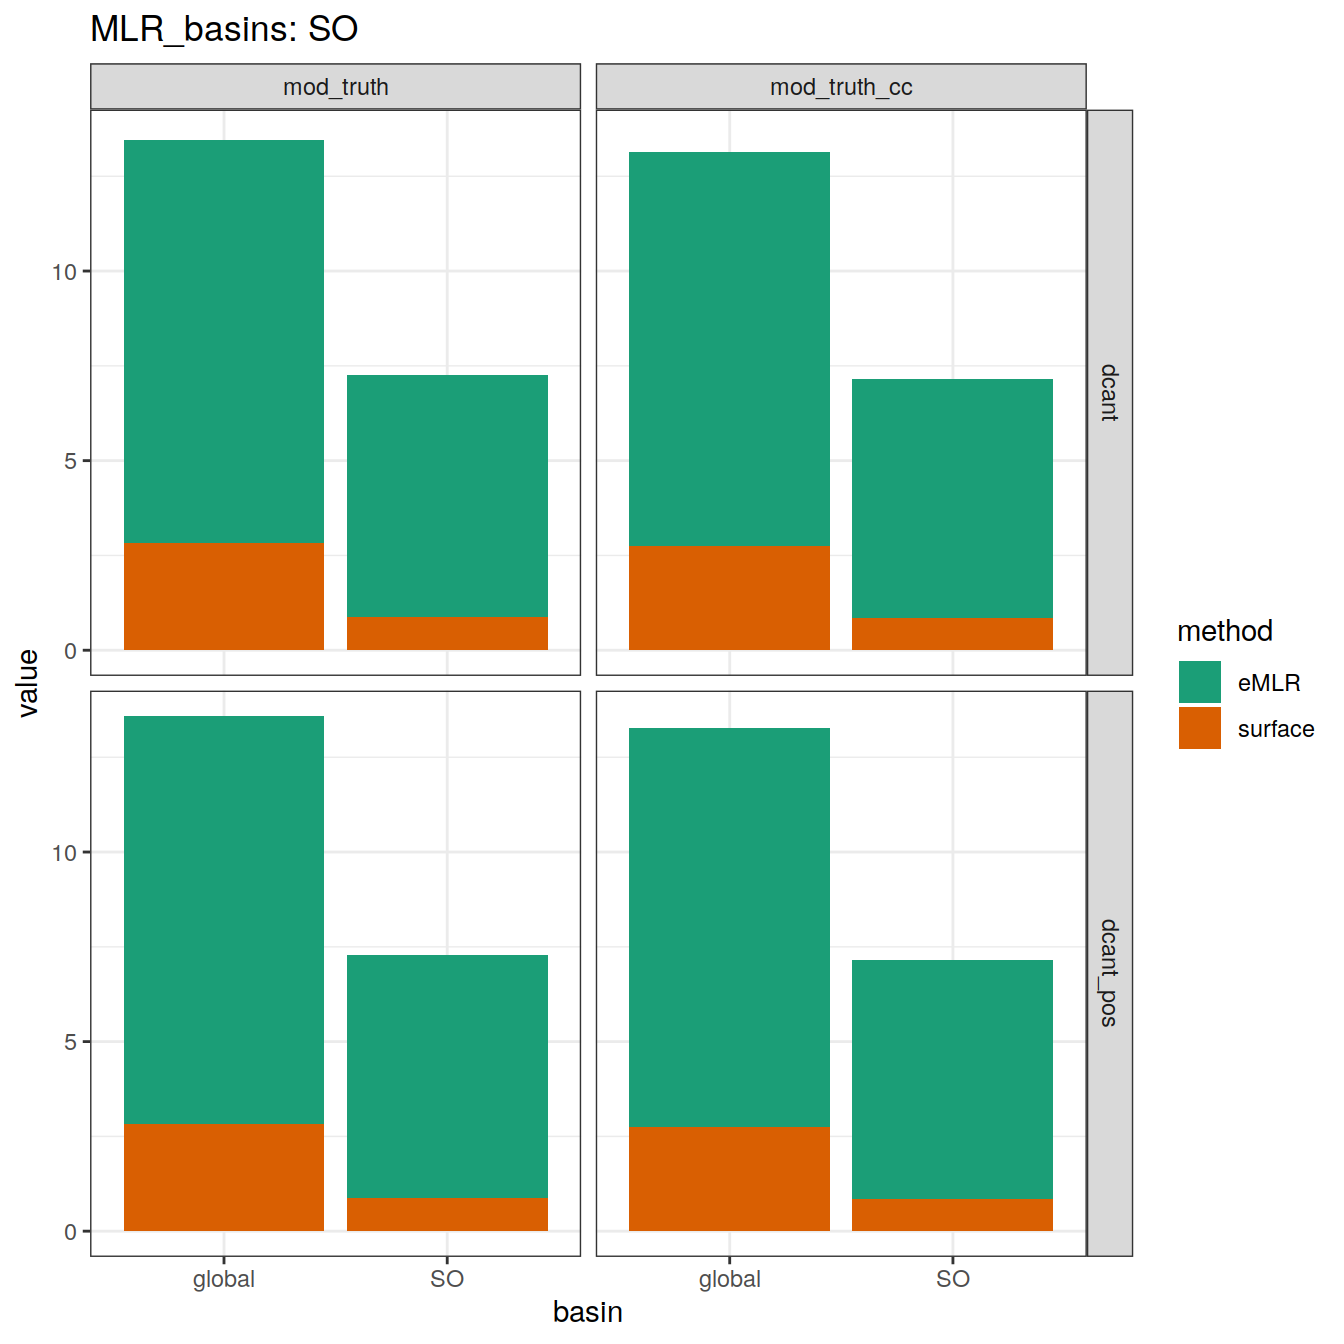 MLR_basins: SO
mod_truth
mod_truth_cc
10
5
0
dcant
10
5
0
dcant_pos
value
global
SO
global
SO
basin
method
eMLR
surface